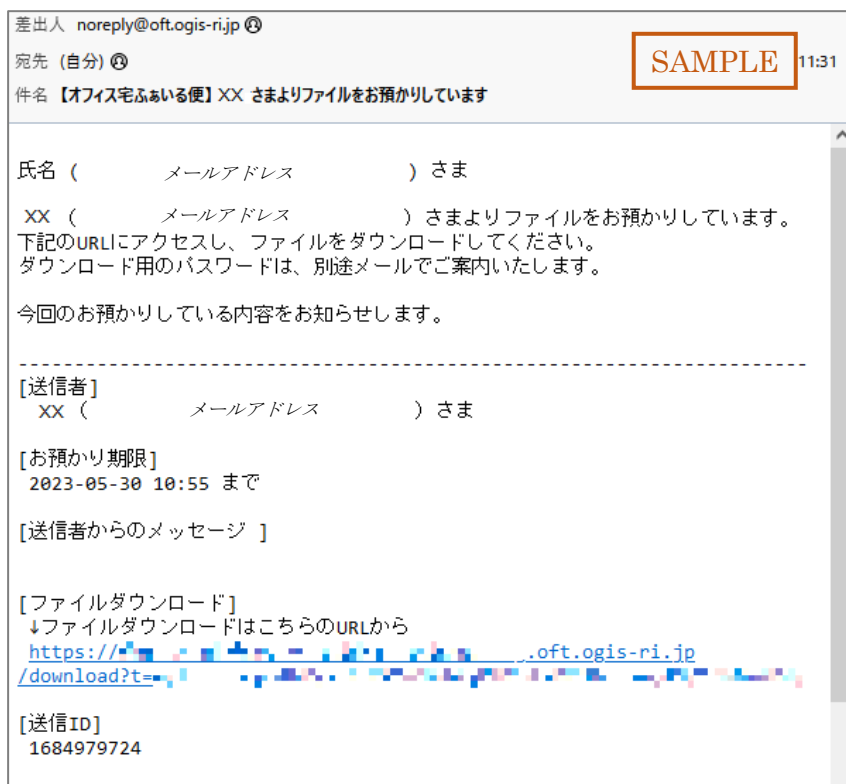 差出人 noreply@oft.ogis-ri.jp
宛先 (自分)
SAMPLE
11:31
件名 【オフィス宅ふぁいる便】XX さまよりファイルをお預かりしています
氏名 ( メールアドレス ) さま
XX ( メールアドレス ) さまよりファイルをお預かりしています。
下記のURLにアクセスし、ファイルをダウンロードしてください。
ダウンロード用のパスワードは、別途メールでご案内いたします。
今回のお預かりしている内容をお知らせします。
----------------------------------------------------------------------
[送信者]
XX ( メールアドレス ) さま
[お預かり期限]
2023-05-30 10:55 まで
[送信者からのメッセージ ]
[ファイルダウンロード]
↓ファイルダウンロードはこちらのURLから
https:// .oft.ogis-ri.jp
/download?t=
[送信ID]
1684979724